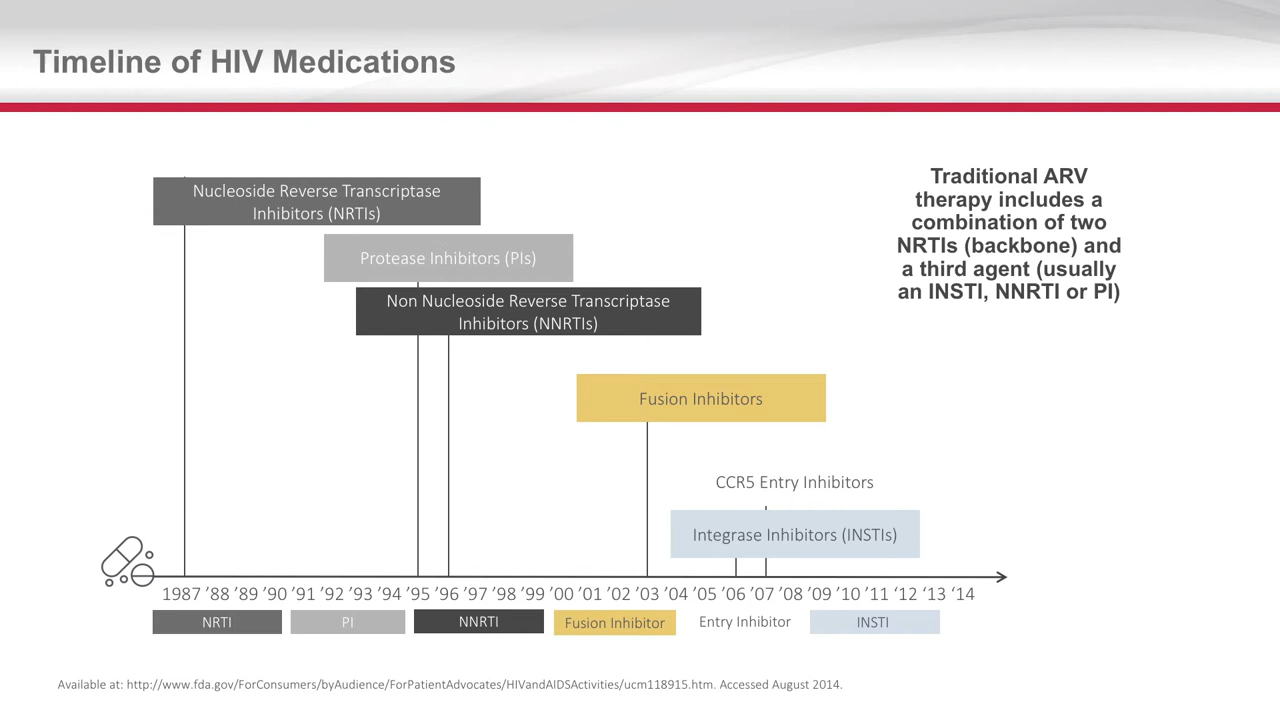 Timeline of HIV Medications
Nucleoside Reverse Transcriptase
Inhibitors (NRTIs)
Protease Inhibitors (PIs)
Non Nucleoside Reverse Transcriptase
Inhibitors (NNRTIs)
Traditional ARV
therapy includes a
combination of two
NRTIs (backbone) and
a third agent (usually
an INSTI, NNRTI or PI)
Fusion Inhibitors
CCR5 Entry Inhibitors
Integrase Inhibitors (INSTIs)
1987 ’88 ’89 ’90 ’91 ’92 ’93 ’94 ’95 ’96 ’97 ’98 ’99 ’00 ’01 ’02 ’03 ’04 ’05 ’06 ’07 ’08 ’09 ’10 ’11 ’12 ’13 ’14
NRTI PI NNRTI Fusion Inhibitor Entry Inhibitor INSTI
Available at: http://www.fda.gov/ForConsumers/byAudience/ForPatientAdvocates/HIVandAIDSActivities/ucm118915.htm. Accessed August 2014.